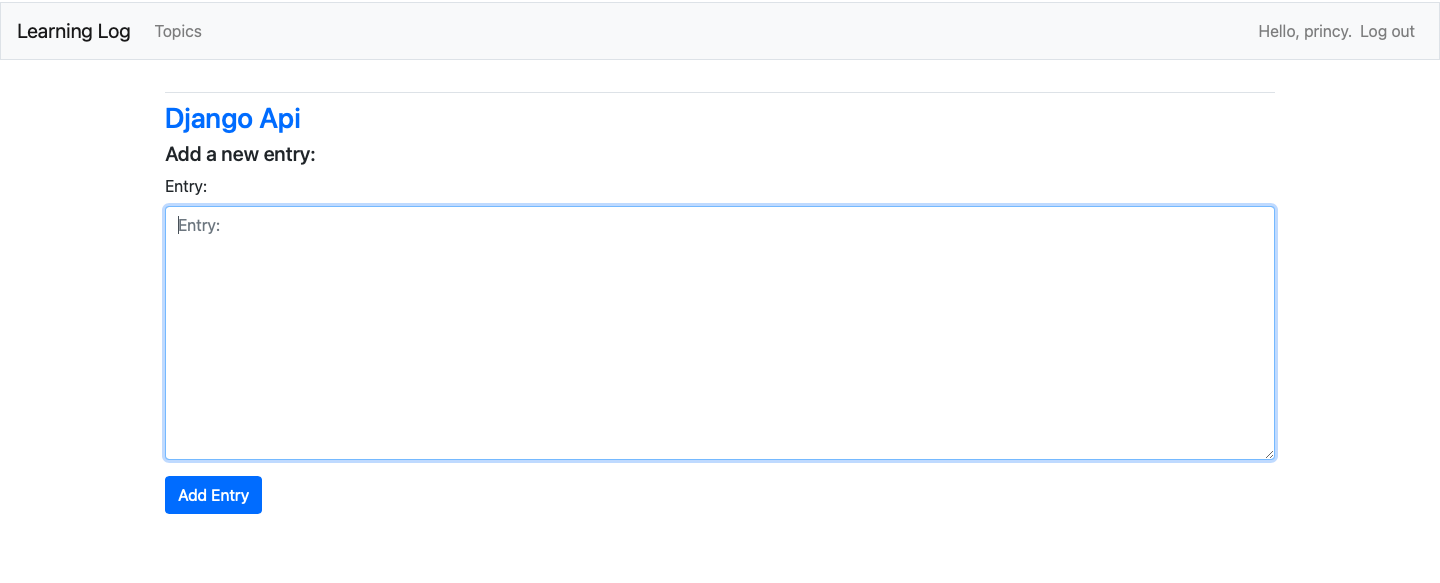 Learning Log Topics Hello, princy. Log out
Django Api
Add a new entry:
Entry:
Entry:
Add Entry